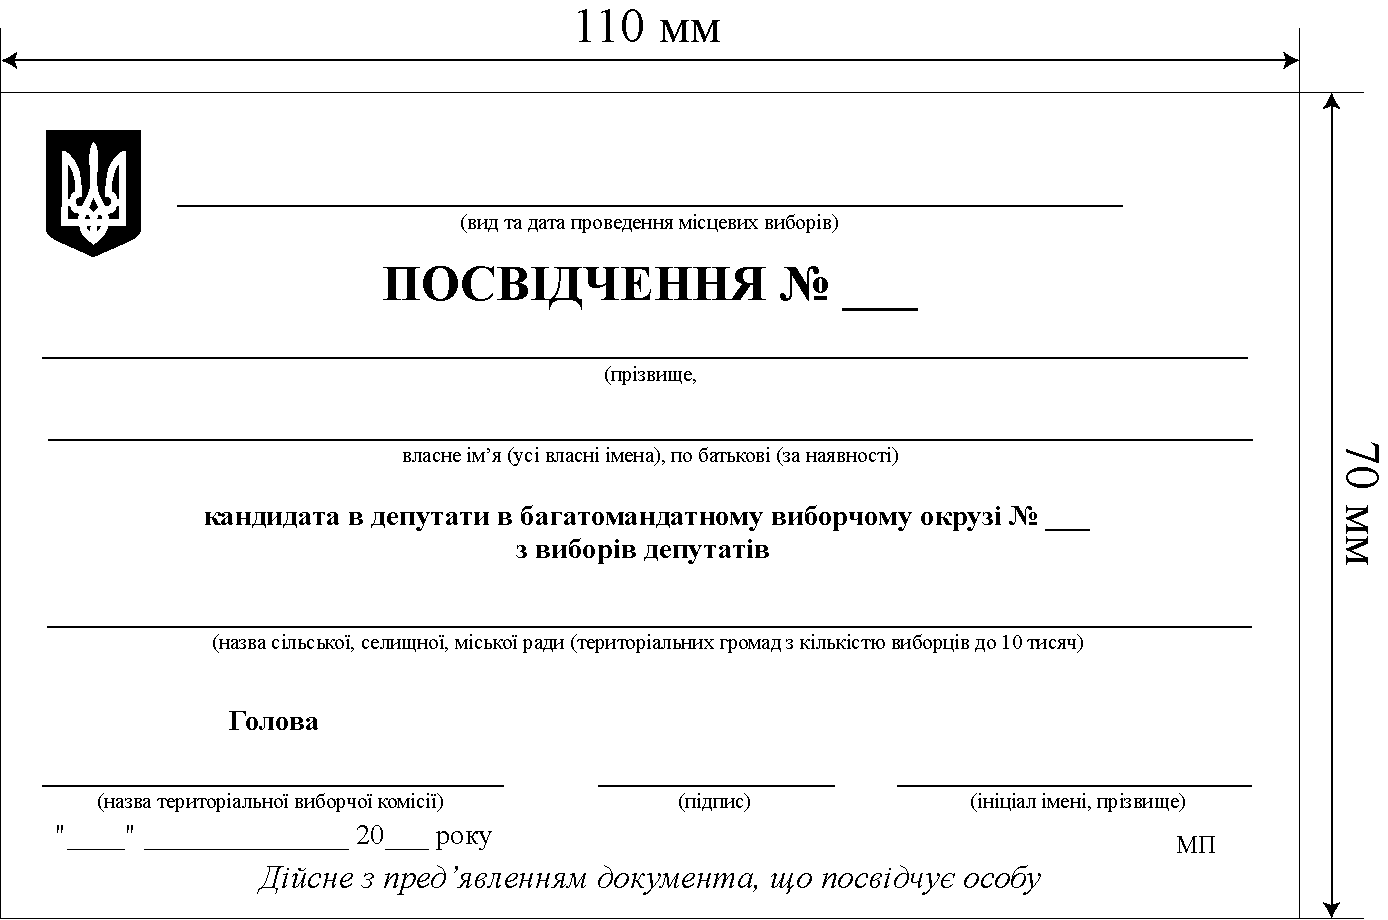 110 мм
(вид та дата проведення місцевих виборів)
ПОСВІДЧЕННЯ № ___
(прізвище,
власне ім’я (усі власні імена), по батькові (за наявності)
70 мм
кандидата в депутати в багатомандатному виборчому окрузі № ___
з виборів депутатів
(назва сільської, селищної, міської ради (територіальних громад з кількістю виборців до 10 тисяч)
Голова
(назва територіальної виборчої комісії) (підпис) (ініціал імені, прізвище)
"____" ______________ 20___ року МП
Дійсне з пред’явленням документа, що посвідчує особу